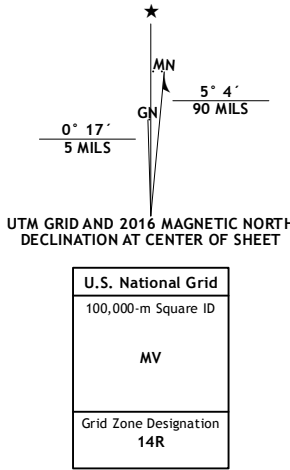 ★
MN
GN
5° 4´
90 MILS
0° 17´
5 MILS
UTM GRID AND 2016 MAGNETIC NORTH
DECLINATION AT CENTER OF SHEET
U.S. National Grid
100,000-m Square ID
MV
Grid Zone Designation
14R